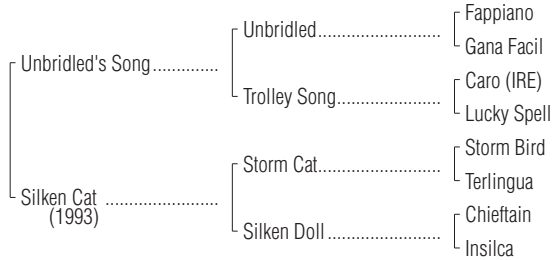 Fappiano
Unbridled
Gana Facil
Unbridled's Song
Caro (IRE)
Trolley Song
Lucky Spell
Storm Bird
Storm Cat
Terlingua
Silken Cat
(1993)
Chieftain
Silken Doll
Insilca